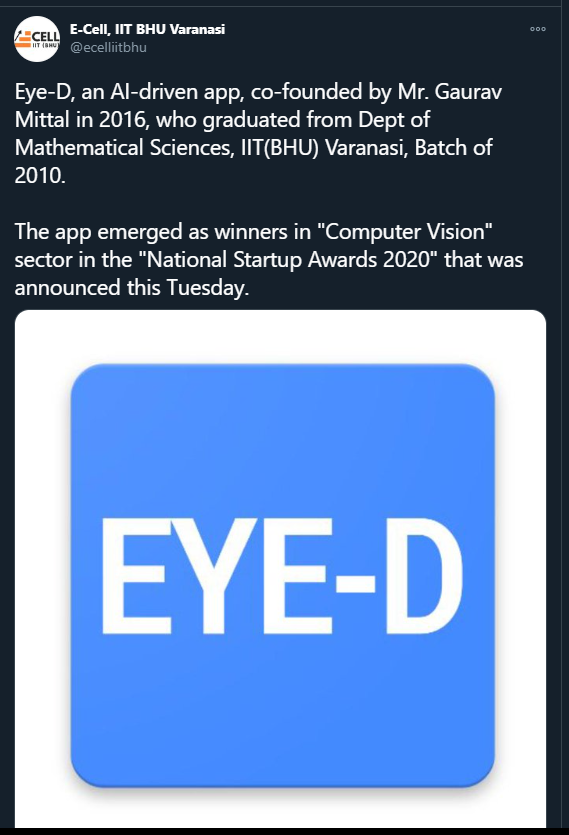 E-Cell, IIT BHU Varanasi
@ecelliitbhu
CELL
IIT (BHU)
Eye-D, an AI-driven app, co-founded by Mr. Gaurav
Mittal in 2016, who graduated from Dept of
Mathematical Sciences, IIT(BHU) Varanasi, Batch of
2010.
The app emerged as winners in "Computer Vision"
sector in the "National Startup Awards 2020" that was
announced this Tuesday.
EYE-D